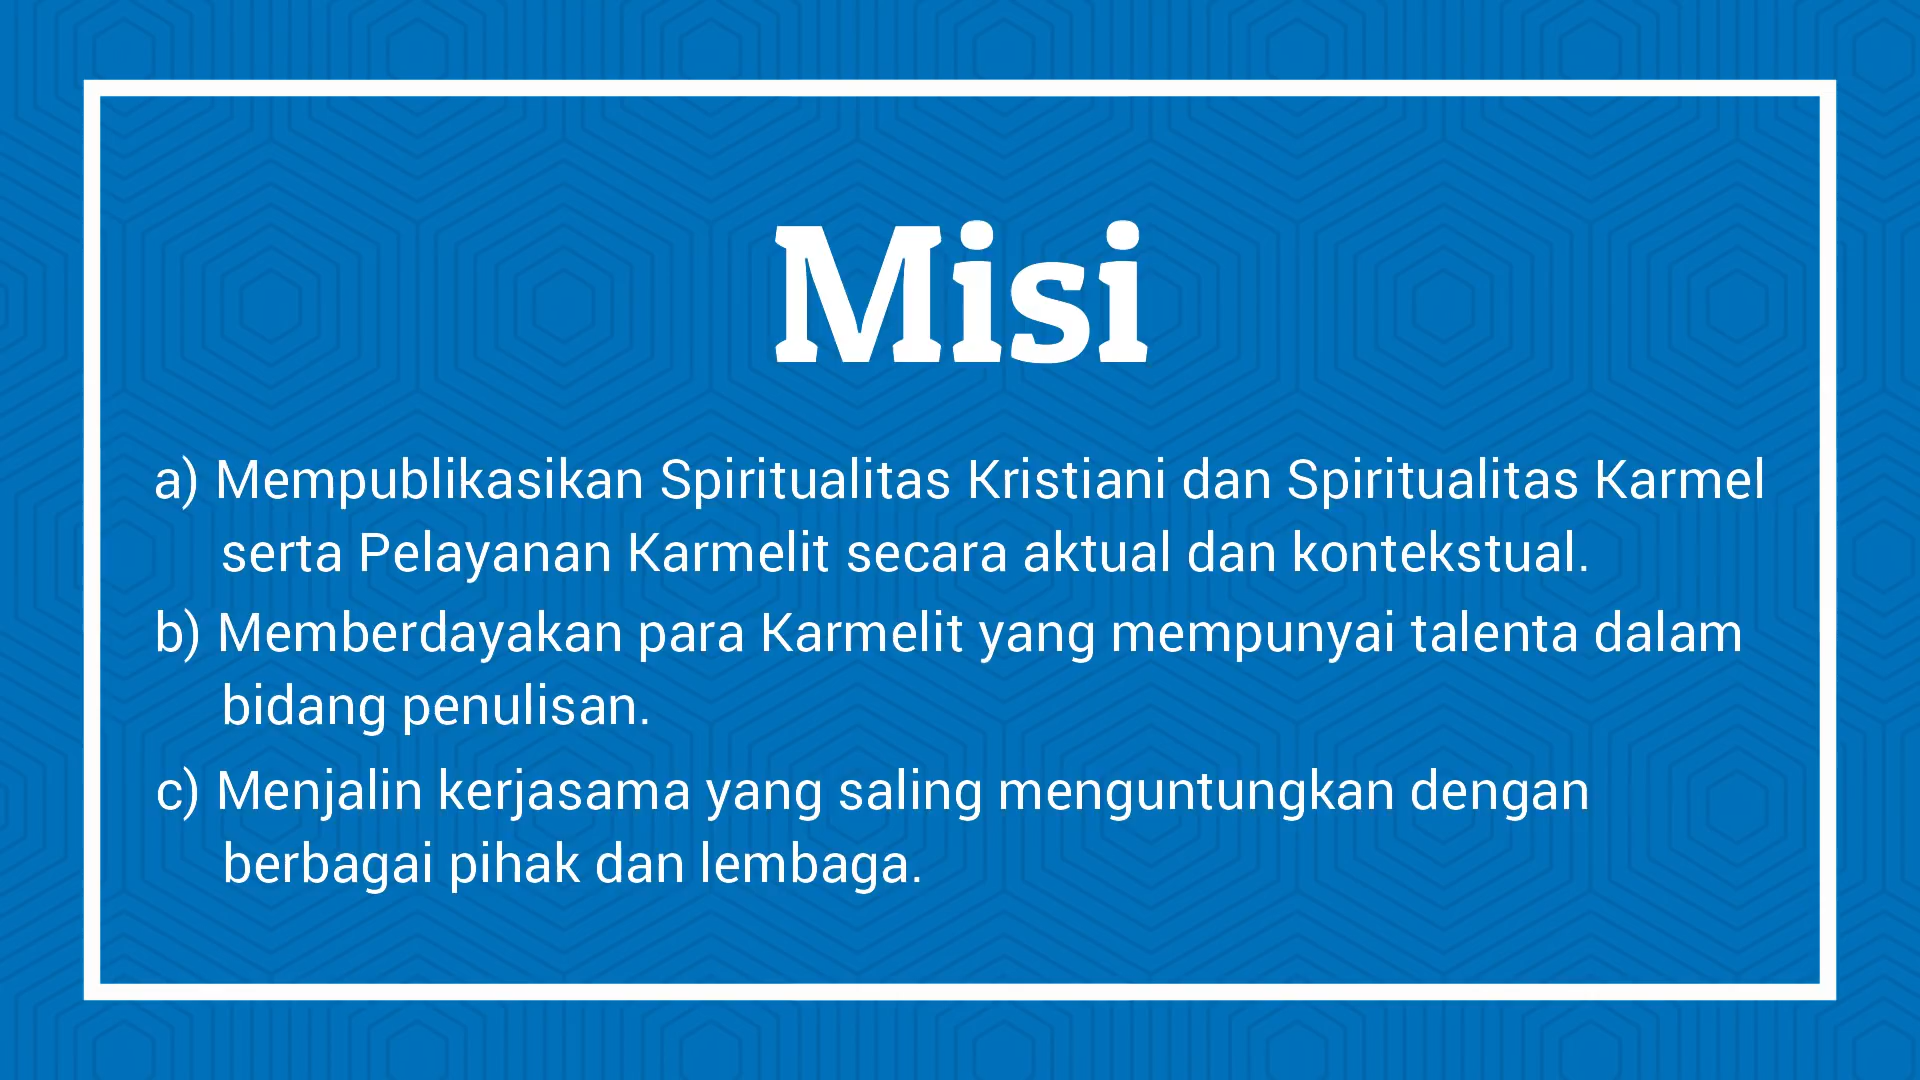 Misi
a) Mempublikasikan Spiritualitas Kristiani dan Spiritualitas Karmel
serta Pelayanan Karmelit secara aktual dan kontekstual.
b) Memberdayakan para Karmelit yang mempunyai talenta dalam
bidang penulisan.
c) Menjalin kerjasama yang saling menguntungkan dengan
berbagai pihak dan lembaga.